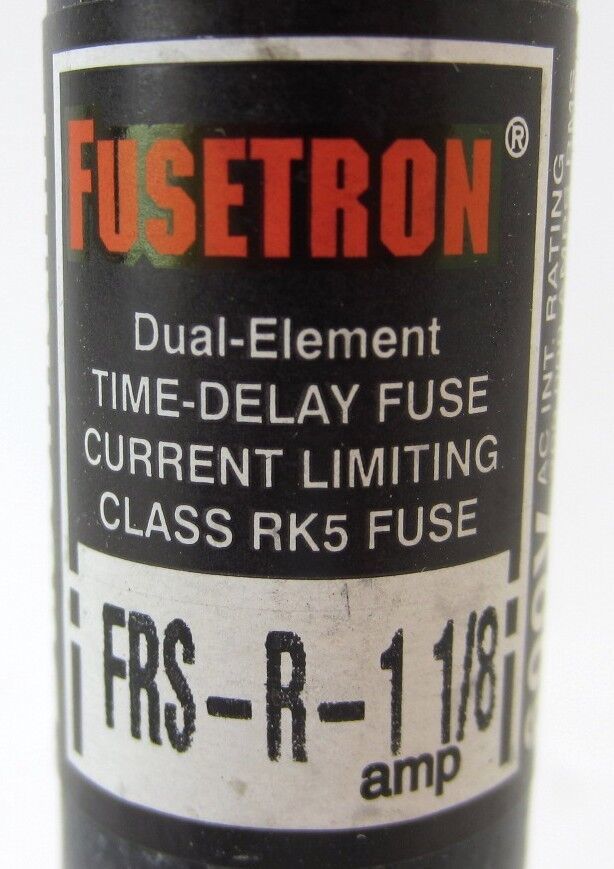 FUSETRON®
Dual-Element
TIME-DELAY FUSE
CURRENT LIMITING
CLASS RK5 FUSE
FRS-R-1 1/8
amp
600V AC INT. RATING